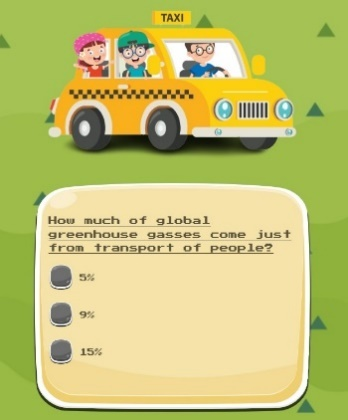 TAXI
How much of global
greenhouse gasses come just
from transport of people?
5%
9%
15%